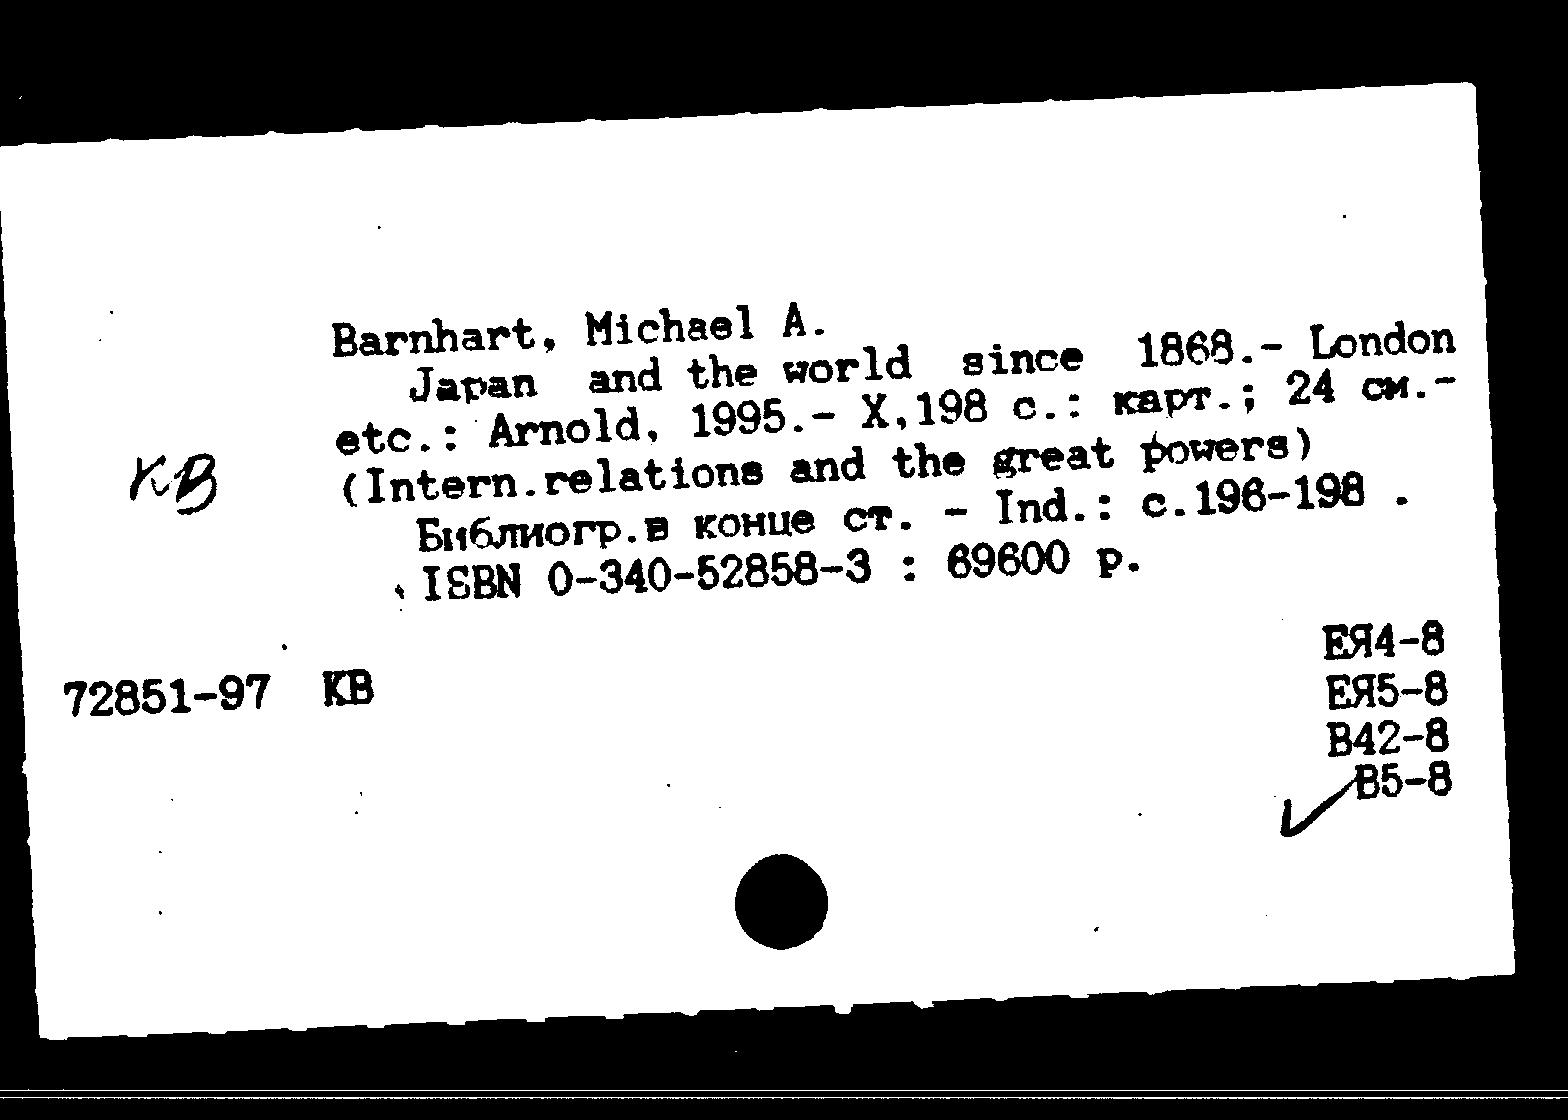 Barnhart, Michael A.
Japan and the world since 1868.- London
etc.: Arnold, 1995.- X,198 с.: карт.; 24 см.-
(Intern.relations and the great powers)
КВ
Библиогр.в конце ст. - Ind.: с.196-198 .
ISBN 0-340-52858-3 : 69600 р.
ЕЯ4-8
72851-97 КВ
ЕЯ5-8
В42-8
В5-8